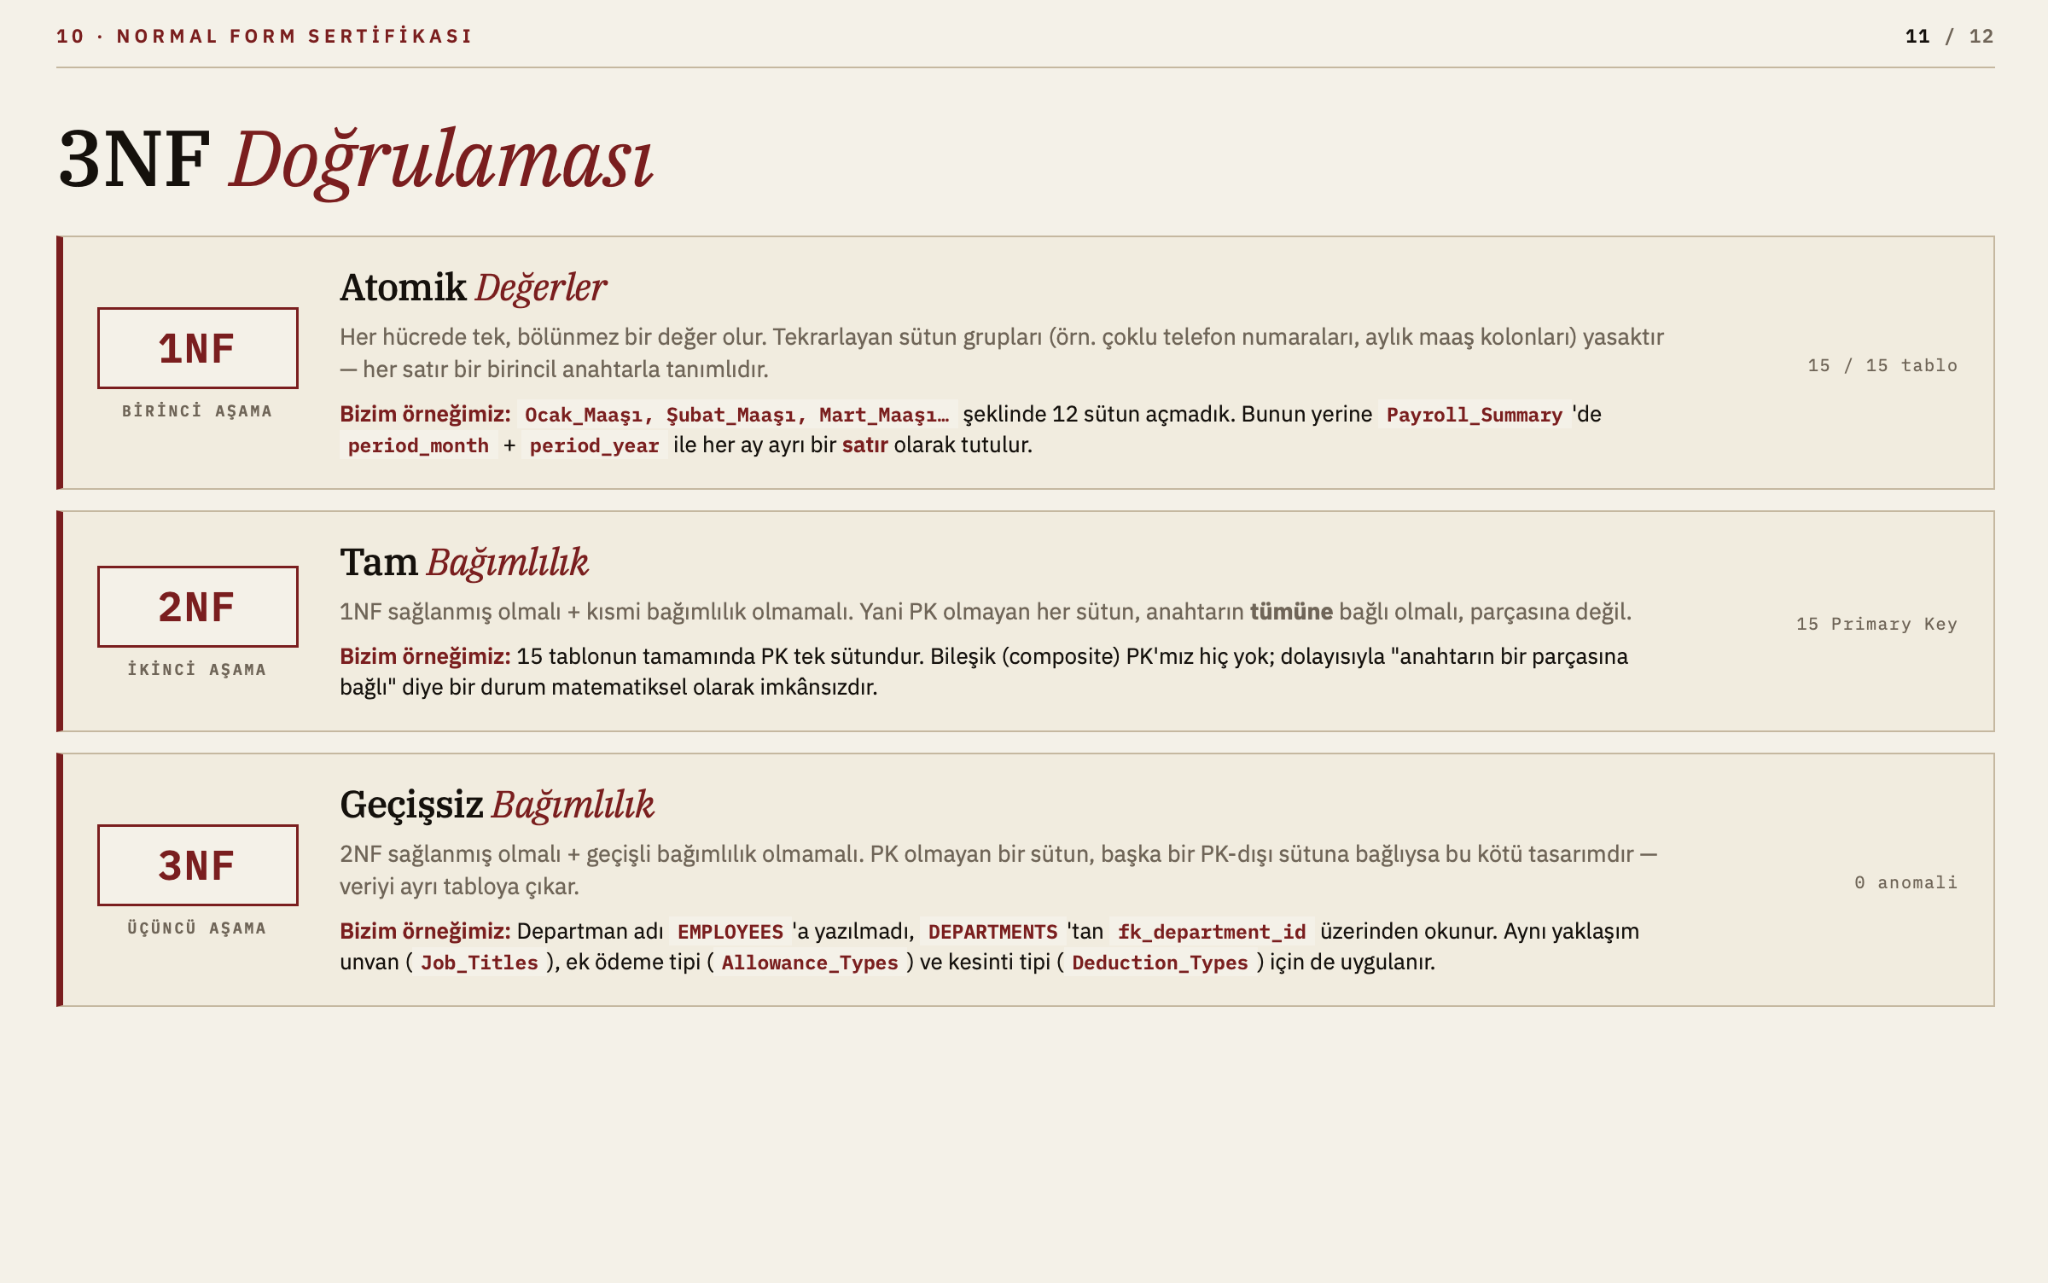 10 · NORMAL FORM SERTİFİKASI
11 / 12
3NF Doğrulaması
1NF
BİRİNCİ AŞAMA
Atomik Değerler
Her hücrede tek, bölünmez bir değer olur. Tekrarlayan sütun grupları (örn. çoklu telefon numaraları, aylık maaş kolonları) yasaktır
— her satır bir birincil anahtarla tanımlıdır.
Bizim örneğimiz: Ocak_Maaşı, Şubat_Maaşı, Mart_Maaşı… şeklinde 12 sütun açmadık. Bunun yerine Payroll_Summary 'de
period_month + period_year ile her ay ayrı bir satır olarak tutulur.
15 / 15 tablo
2NF
İKİNCİ AŞAMA
Tam Bağımlılık
1NF sağlanmış olmalı + kısmi bağımlılık olmamalı. Yani PK olmayan her sütun, anahtarın tümüne bağlı olmalı, parçasına değil.
Bizim örneğimiz: 15 tablonun tamamında PK tek sütundur. Bileşik (composite) PK'mız hiç yok; dolayısıyla "anahtarın bir parçasına
bağlı" diye bir durum matematiksel olarak imkânsızdır.
15 Primary Key
3NF
ÜÇÜNCÜ AŞAMA
Geçişsiz Bağımlılık
2NF sağlanmış olmalı + geçişli bağımlılık olmamalı. PK olmayan bir sütun, başka bir PK-dışı sütuna bağlıysa bu kötü tasarımdır —
veriyi ayrı tabloya çıkar.
Bizim örneğimiz: Departman adı EMPLOYEES 'a yazılmadı, DEPARTMENTS 'tan fk_department_id üzerinden okunur. Aynı yaklaşım
unvan ( Job_Titles ), ek ödeme tipi ( Allowance_Types ) ve kesinti tipi ( Deduction_Types ) için de uygulanır.
0 anomali